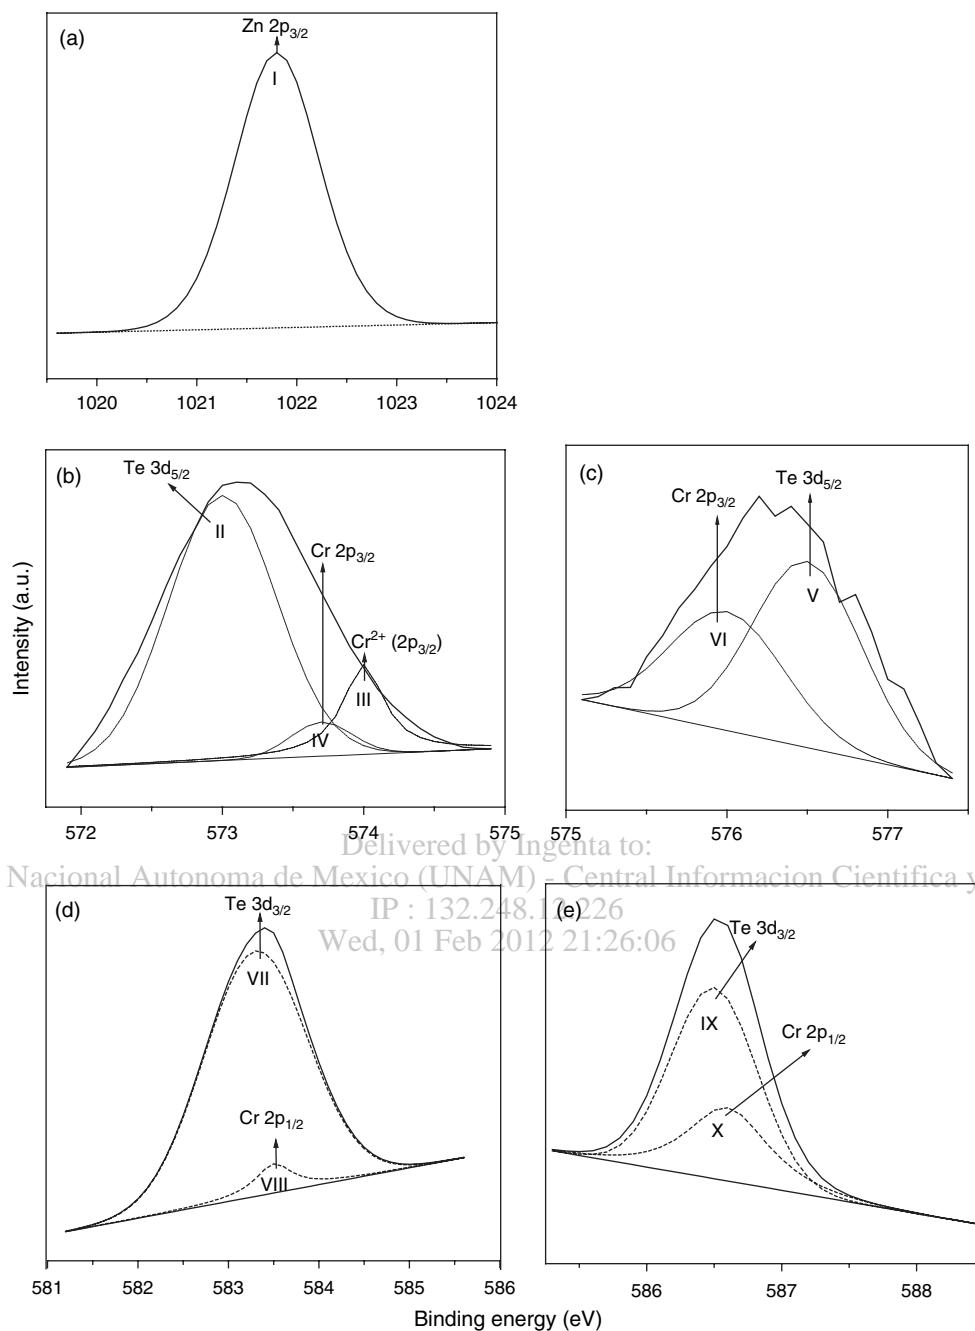 (a)
Zn 2p3/2
I
1020 1021 1022 1023 1024
(b)
Te 3d5/2
II
Cr 2p3/2
Cr2+ (2p3/2)
III
IV
572 573 574 575
(c)
Cr 2p3/2
Te 3d5/2
V
VI
575 576 577
Intensity (a.u.)
Delivered by Ingenta to:
Nacional Autonoma de Mexico (UNAM) - Central Informacion Cientifica y
IP : 132.248.12.226
Wed, 01 Feb 2012 21:26:06
(d)
Te 3d3/2
VII
Cr 2p1/2
VIII
581 582 583 584 585 586
(e)
Te 3d3/2
IX
Cr 2p1/2
X
586 587 588
Binding energy (eV)